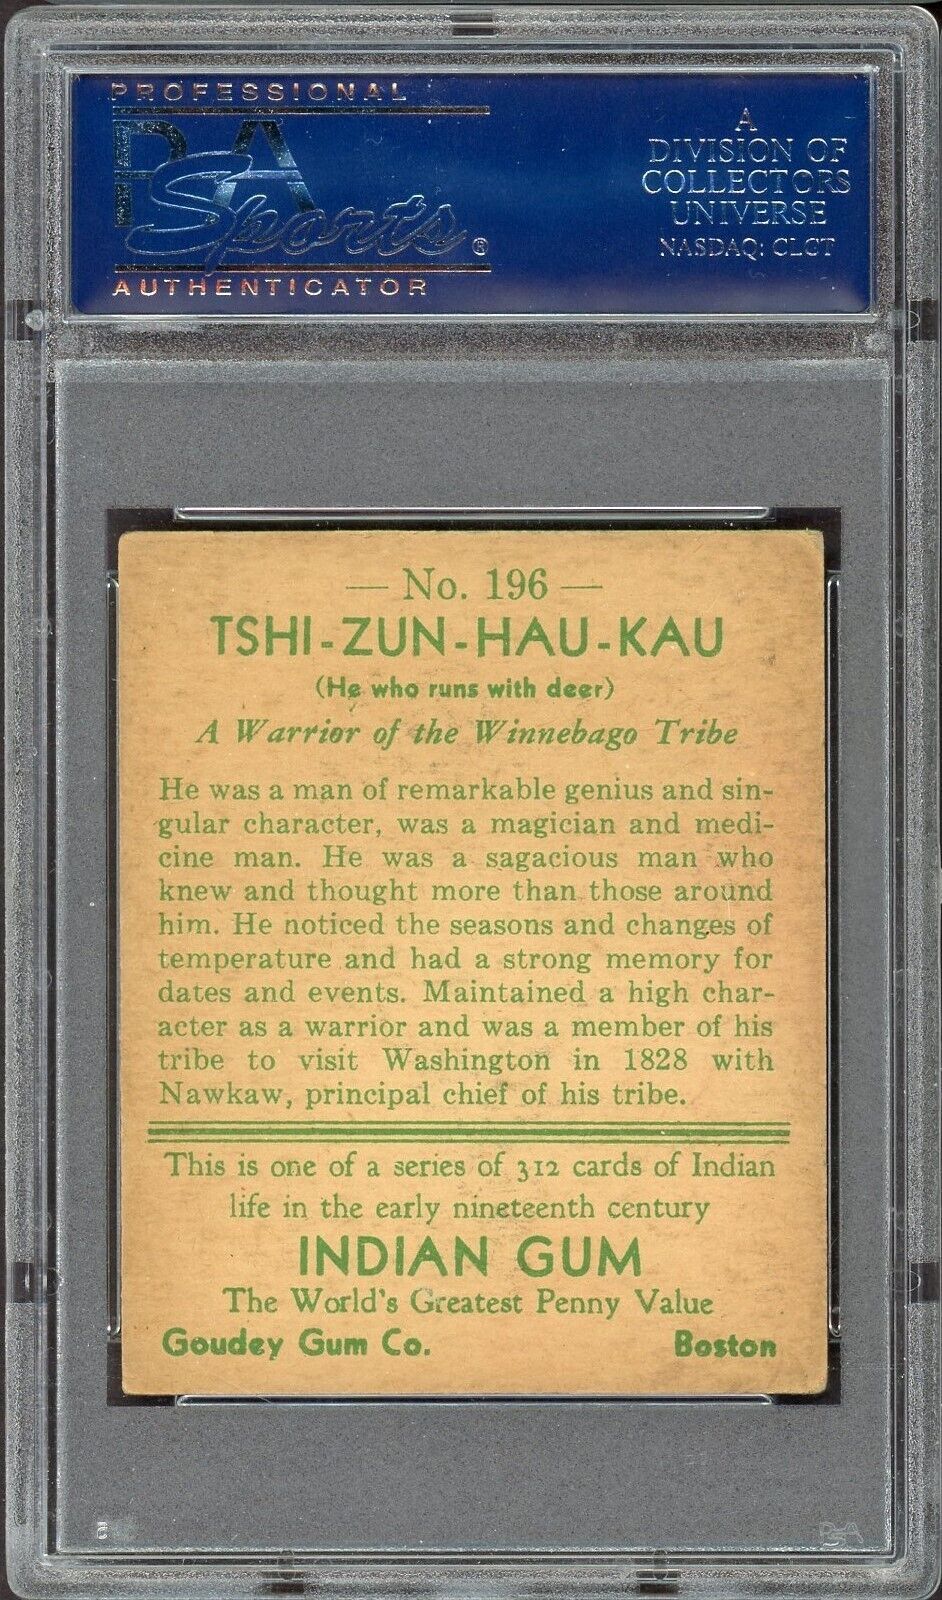 PROFESSIONAL
PSA
Sports®
AUTHENTICATOR
A
DIVISION OF
COLLECTORS
UNIVERSE
NASDAQ: CLCT
— No. 196 —
TSHI-ZUN-HAU-KAU
(He who runs with deer)
A Warrior of the Winnebago Tribe
He was a man of remarkable genius and sin-
gular character, was a magician and medi-
cine man. He was a sagacious man who
knew and thought more than those around
him. He noticed the seasons and changes of
temperature and had a strong memory for
dates and events. Maintained a high char-
acter as a warrior and was a member of his
tribe to visit Washington in 1828 with
Nawkaw, principal chief of his tribe.
This is one of a series of 312 cards of Indian
life in the early nineteenth century
INDIAN GUM
The World's Greatest Penny Value
Goudey Gum Co. Boston
PSA